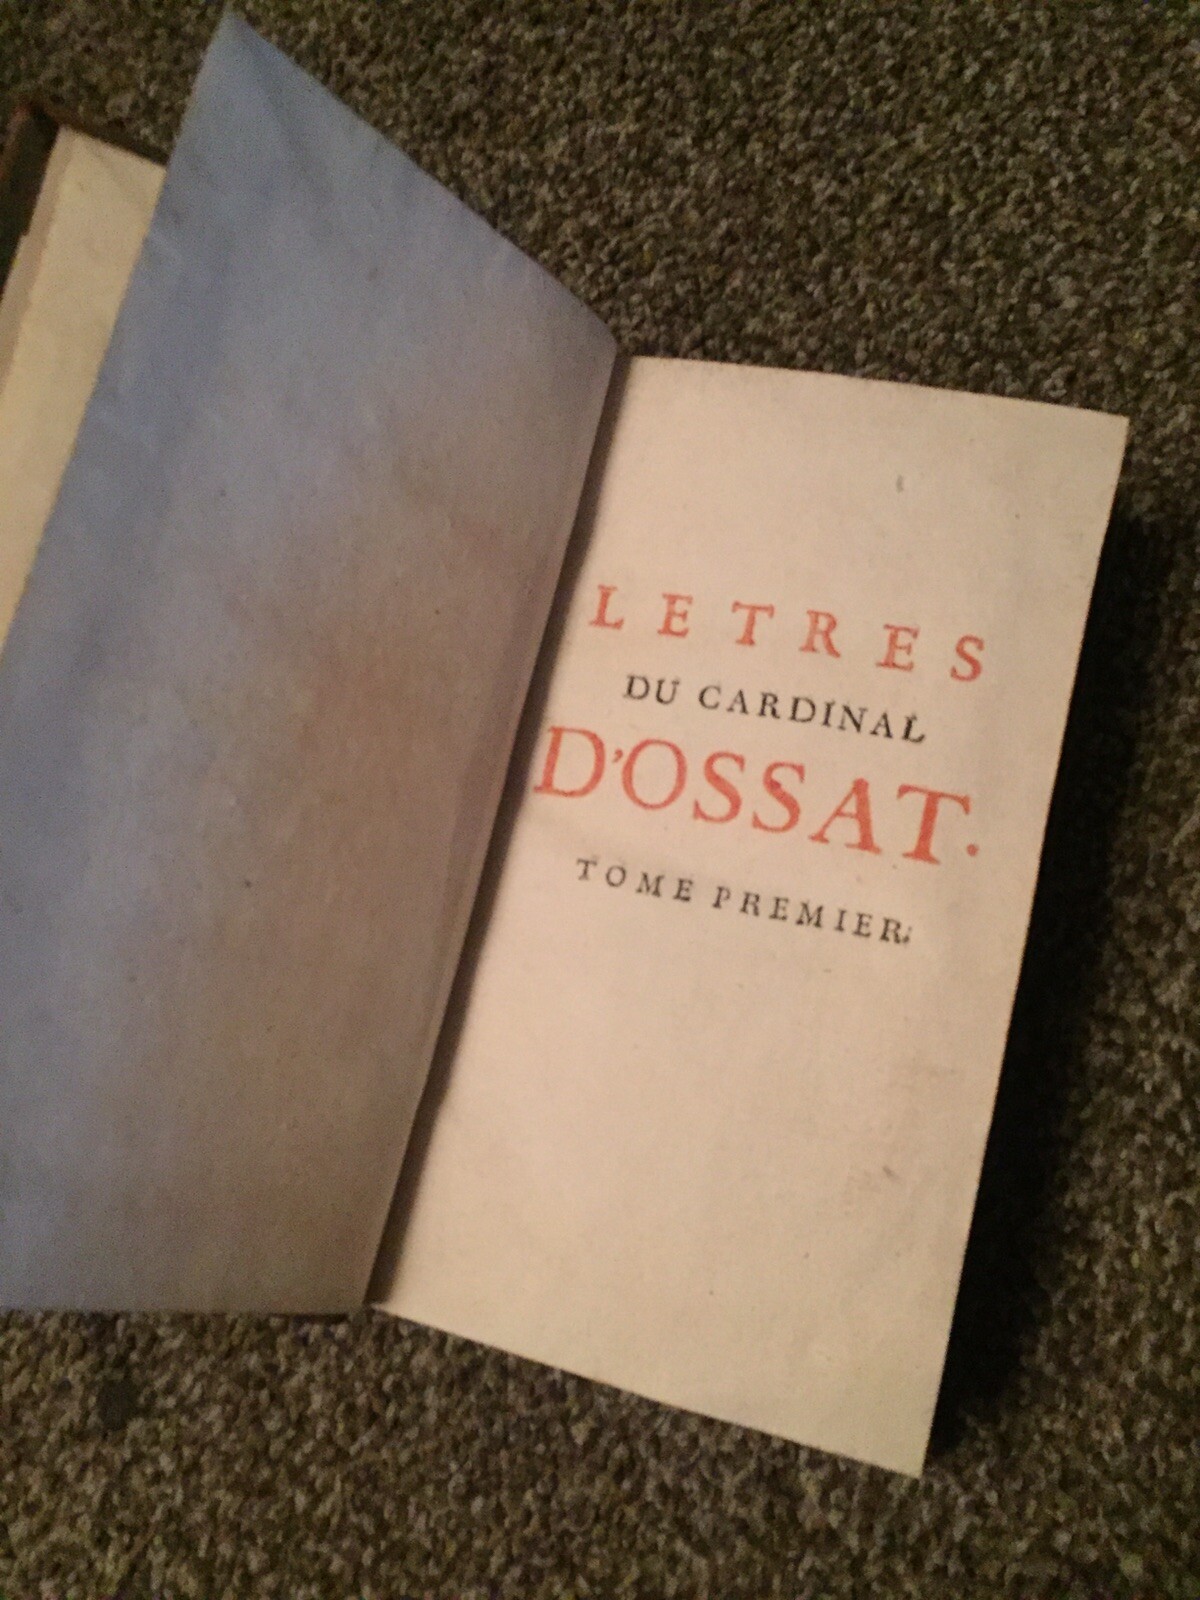 LETRES
DU CARDINAL
D'OSSAT.
TOME PREMIER.